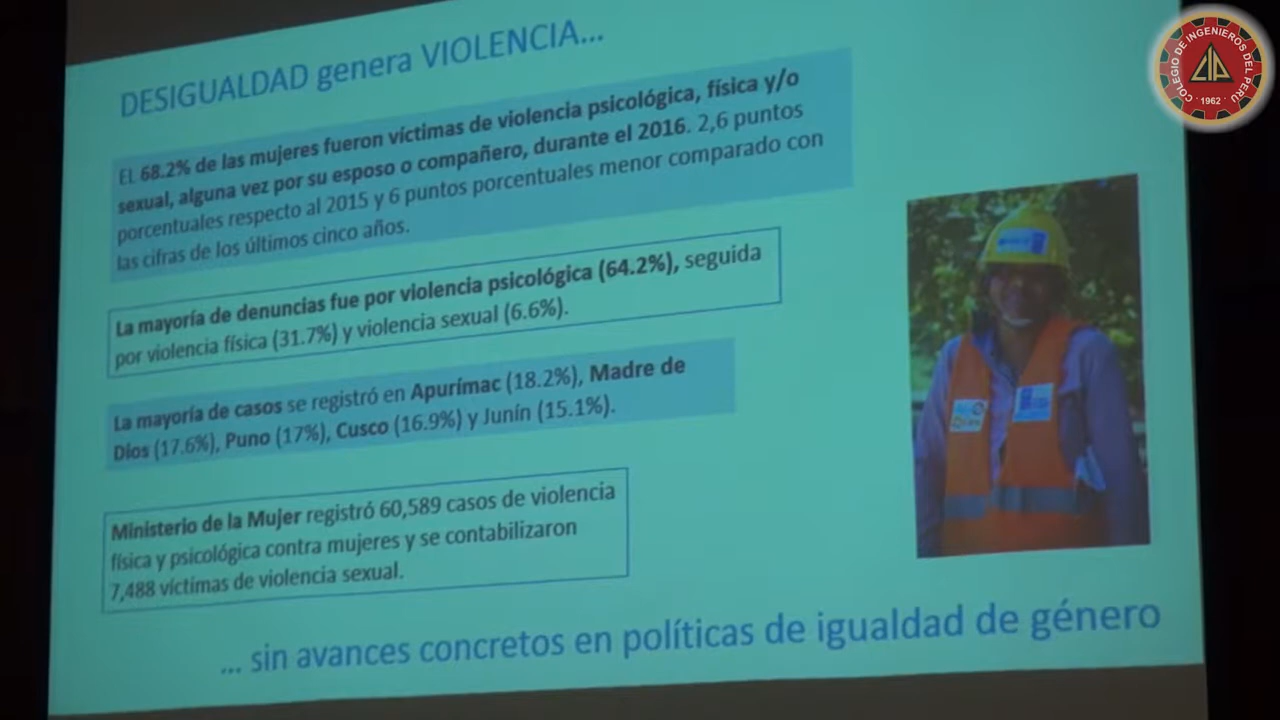 DESIGUALDAD genera VIOLENCIA...
EL 68.2% de las mujeres fueron víctimas de violencia psicológica, física y/o
sexual, alguna vez por su esposo o compañero, durante el 2016. 2,6 puntos
porcentuales respecto al 2015 y 6 puntos porcentuales menor comparado con
las cifras de los últimos cinco años.
La mayoría de denuncias fue por violencia psicológica (64.2%), seguida
por violencia física (31.7%) y violencia sexual (6.6%).
La mayoría de casos se registró en Apurímac (18.2%), Madre de
Dios (17.6%), Puno (17%), Cusco (16.9%) y Junín (15.1%).
Ministerio de la Mujer registró 60,589 casos de violencia
física y psicológica contra mujeres y se contabilizaron
7,488 víctimas de violencia sexual.
... sin avances concretos en políticas de igualdad de género
COLEGIO DE INGENIEROS DEL PERU
CIP
· 1962 ·